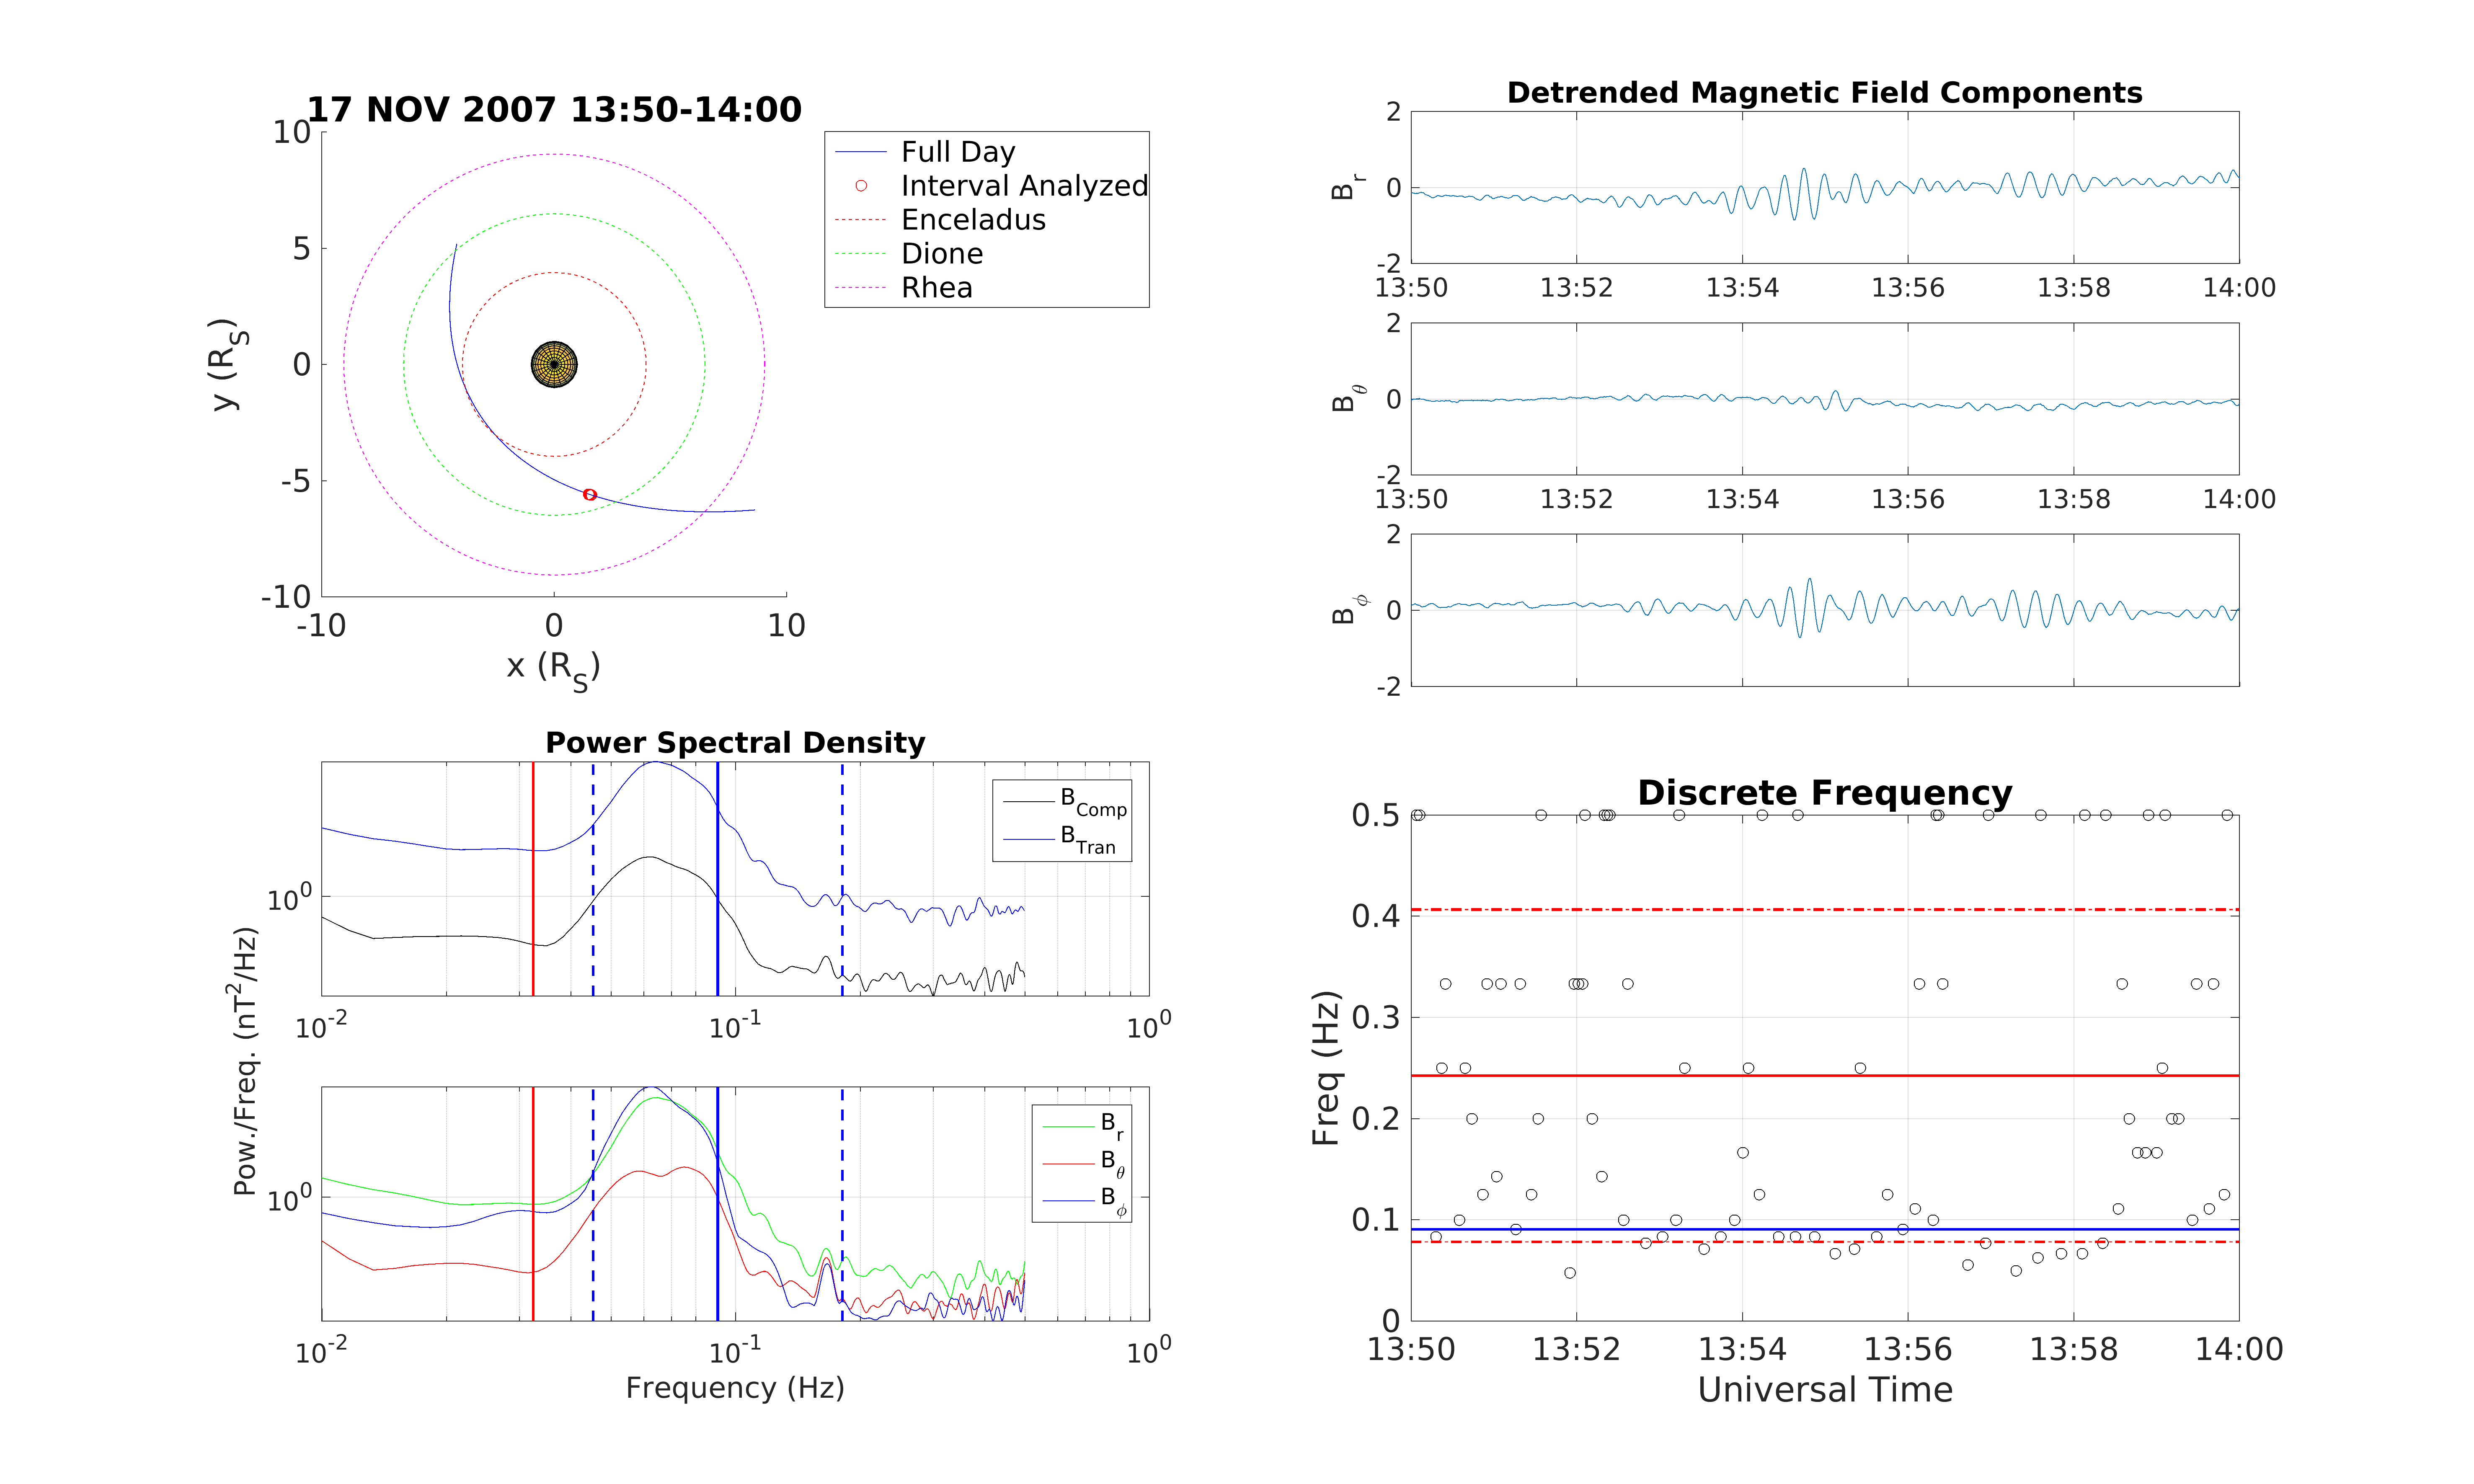 17 NOV 2007 13:50-14:00
10
5
0
-5
-10
-10
0
10
y (R_S)
x (R_S)
Full Day
Interval Analyzed
Enceladus
Dione
Rhea
Detrended Magnetic Field Components
2
0
-2
B_r
13:50
13:52
13:54
13:56
13:58
14:00
2
0
-2
B_θ
13:50
13:52
13:54
13:56
13:58
14:00
2
0
-2
B_ϕ
Power Spectral Density
10^0
B_Comp
B_Tran
10^-2
10^-1
10^0
Pow./Freq. (nT^2/Hz)
10^0
B_r
B_θ
B_ϕ
10^-2
10^-1
10^0
Frequency (Hz)
Discrete Frequency
0.5
0.4
0.3
0.2
0.1
0
Freq (Hz)
13:50
13:52
13:54
13:56
13:58
14:00
Universal Time